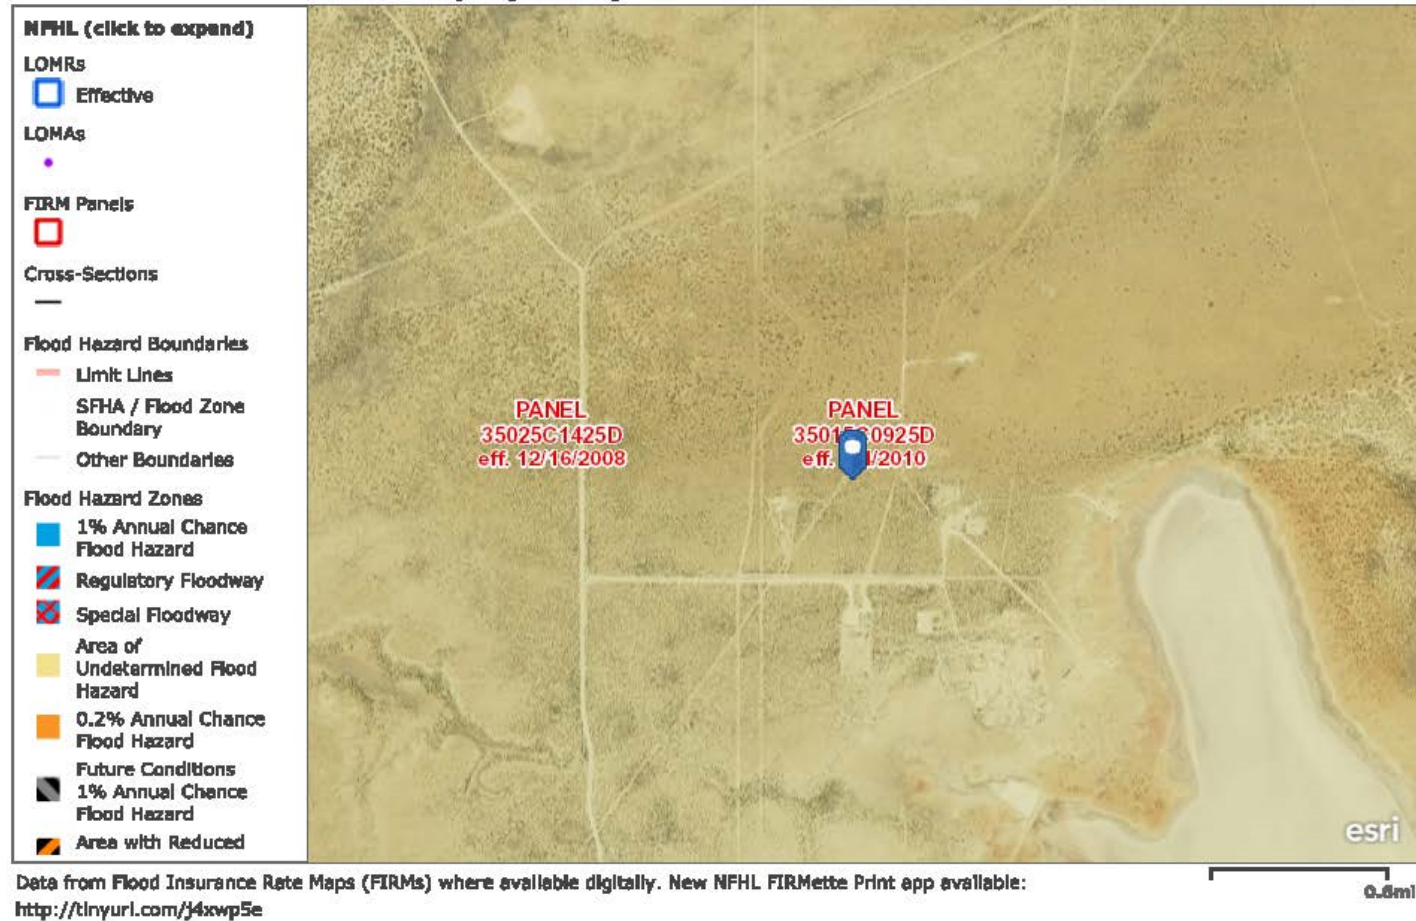 NFHL (click to expand)
LOMRs
Effective
LOMAs
FIRM Panels
Cross-Sections
Flood Hazard Boundaries
Limit Lines
SFHA / Flood Zone
Boundary
Other Boundaries
Flood Hazard Zones
1% Annual Chance
Flood Hazard
Regulatory Floodway
Special Floodway
Area of
Undetermined Flood
Hazard
0.2% Annual Chance
Flood Hazard
Future Conditions
1% Annual Chance
Flood Hazard
Area with Reduced
PANEL
35025C1425D
eff. 12/16/2008
PANEL
eff.
esri
Data from Flood Insurance Rate Maps (FIRMs) where available digitally. New NFHL FIRMette Print app available:
0.6mi
http://tinyurl.com/j4xwp5e